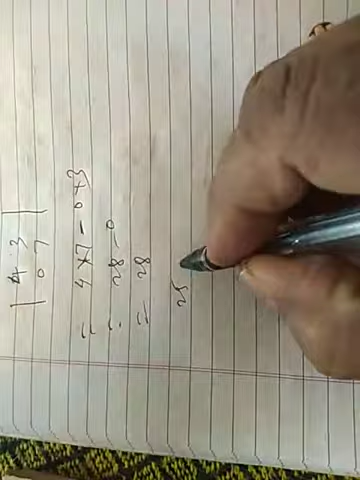 | 4 3 |
| 0 7 |
= 4 × 7 - 0 × 3
= 28 - 0
= 28